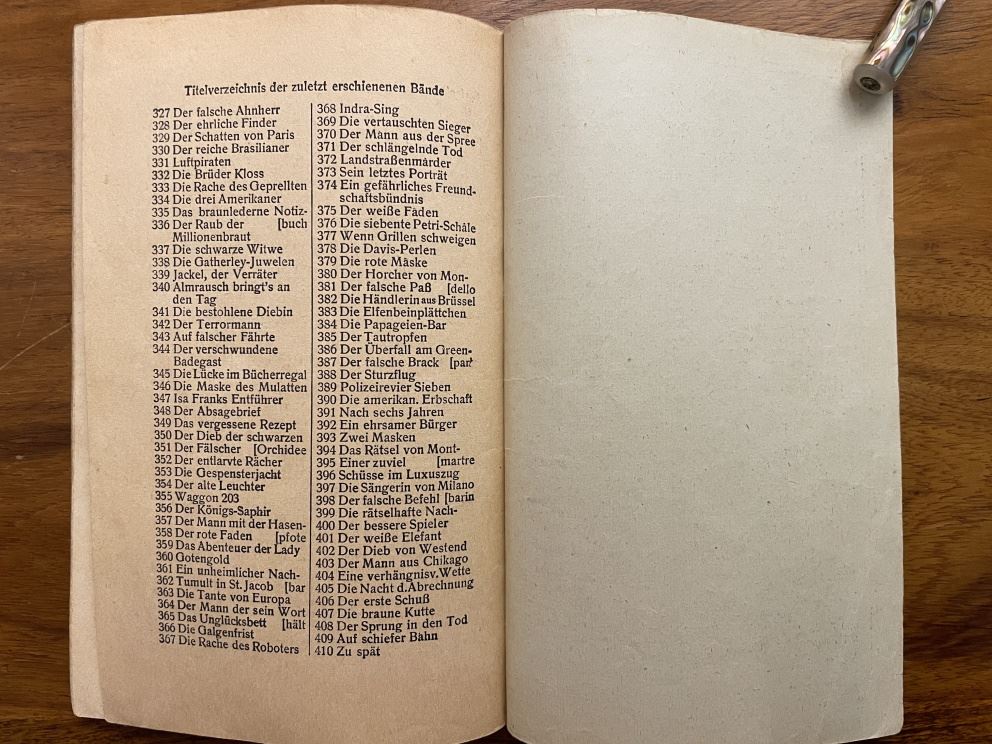 Titelverzeichnis der zuletzt erschienenen Bände
327 Der falsche Ahnherr
328 Der ehrliche Finder
329 Der Schatten von Paris
330 Der reiche Brasilianer
331 Luftpiraten
332 Die Brüder Kloss
333 Die Rache des Geprellten
334 Die drei Amerikaner
335 Das braunlederne Notiz-
336 Der Raub der [buch
Millionenbraut
337 Die schwarze Witwe
338 Die Gatherley-Juwelen
339 Jackel, der Verräter
340 Almrausch bringt's an
den Tag
341 Die bestohlene Diebin
342 Der Terrormann
343 Auf falscher Fährte
344 Der verschwundene
Badegast
345 Die Lücke im Bücherregal
346 Die Maske des Mulatten
347 Isa Franks Entführer
348 Der Absagebrief
349 Das vergessene Rezept
350 Der Dieb der schwarzen
351 Der Fälscher [Orchidee
352 Der entlarvte Rächer
353 Die Gespensterjacht
354 Der alte Leuchter
355 Waggon 203
356 Der Königs-Saphir
357 Der Mann mit der Hasen-
358 Der rote Faden [pfote
359 Das Abenteuer der Lady
360 Gotengold
361 Ein unheimlicher Nach-
362 Tumult in St. Jacob [bar
363 Die Tante von Europa
364 Der Mann der sein Wort
365 Das Unglücksbett [hält
366 Die Galgenfrist
367 Die Rache des Roboters
368 Indra-Sing
369 Die vertauschten Sieger
370 Der Mann aus der Spree
371 Der schlängelnde Tod
372 Landstraßenmarder
373 Sein letztes Porträt
374 Ein gefährliches Freund-
schaftsbündnis
375 Der weiße Faden
376 Die siebente Petri-Schale
377 Wenn Grillen schweigen
378 Die Davis-Perlen
379 Die rote Maske
380 Der Horcher von Mon-
381 Der falsche Paß [dello
382 Die Händlerin aus Brüssel
383 Die Elfenbeinplättchen
384 Die Papageien-Bar
385 Der Tautropfen
386 Der Überfall am Green-
387 Der falsche Brack [park
388 Der Sturzflug
389 Polizeirevier Sieben
390 Die amerikan. Erbschaft
391 Nach sechs Jahren
392 Ein ehrsamer Bürger
393 Zwei Masken
394 Das Rätsel von Mont-
395 Einer zuviel [martre
396 Schüsse im Luxuszug
397 Die Sängerin von Milano
398 Der falsche Befehl [barin
399 Die rätselhafte Nach-
400 Der bessere Spieler
401 Der weiße Elefant
402 Der Dieb von Westend
403 Der Mann aus Chikago
404 Eine verhängnisv. Wette
405 Die Nacht d. Abrechnung
406 Der erste Schuß
407 Die braune Kutte
408 Der Sprung in den Tod
409 Auf schiefer Bahn
410 Zu spät